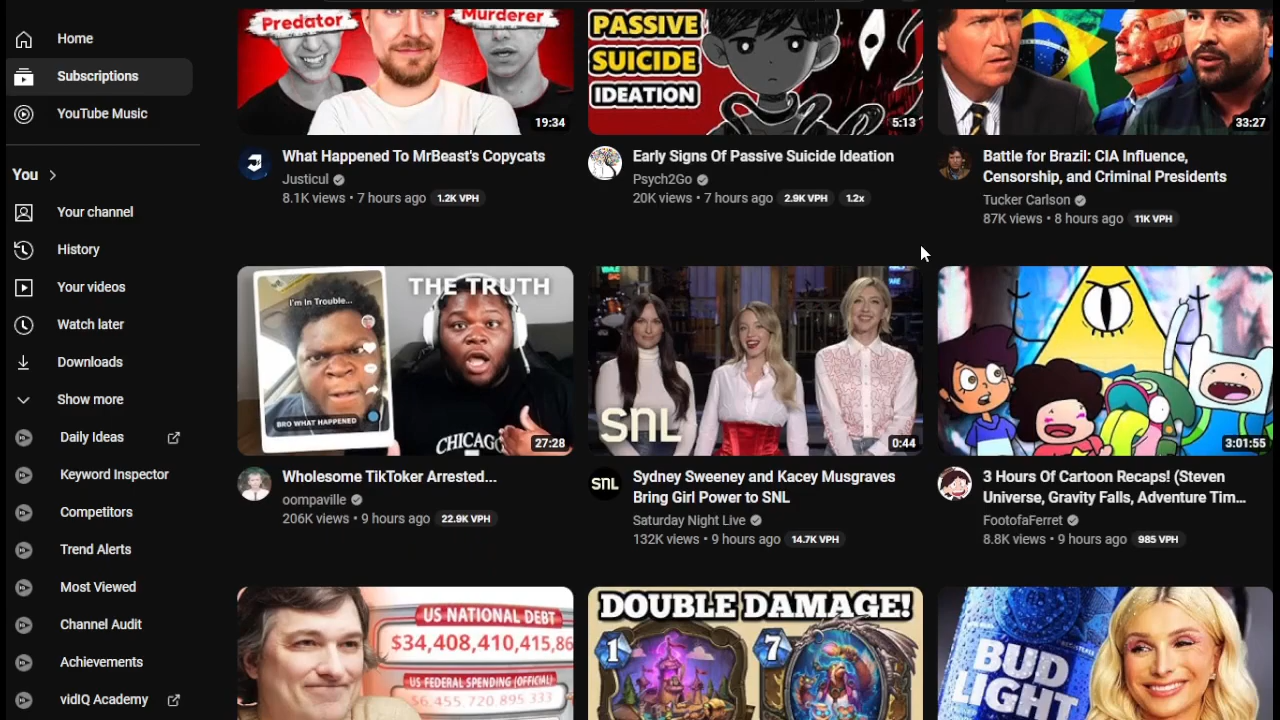 Home
Subscriptions
YouTube Music
You
Your channel
History
Your videos
Watch later
Downloads
Show more
Daily Ideas
Keyword Inspector
Competitors
Trend Alerts
Most Viewed
Channel Audit
Achievements
vidIQ Academy
Predator
Murderer
19:34
What Happened To MrBeast's Copycats
Justicul
8.1K views • 7 hours ago 1.2K VPH
PASSIVE
SUICIDE
IDEATION
5:13
Early Signs Of Passive Suicide Ideation
Psych2Go
20K views • 7 hours ago 2.9K VPH 1.2x
33:27
Battle for Brazil: CIA Influence,
Censorship, and Criminal Presidents
Tucker Carlson
87K views • 8 hours ago 11K VPH
I'm In Trouble...
BRO WHAT HAPPENED
THE TRUTH
CHICAGO
27:28
Wholesome TikToker Arrested...
oompaville
206K views • 9 hours ago 22.9K VPH
SNL
0:44
SNL
Sydney Sweeney and Kacey Musgraves
Bring Girl Power to SNL
Saturday Night Live
132K views • 9 hours ago 14.7K VPH
3:01:55
3 Hours Of Cartoon Recaps! (Steven
Universe, Gravity Falls, Adventure Tim...
FootofaFerret
8.8K views • 9 hours ago 985 VPH
US NATIONAL DEBT
$34,408,410,415,86
US FEDERAL SPENDING (OFFICIAL)
$6,455,720,895,333
DOUBLE DAMAGE!
1
7
BUD
LIGHT